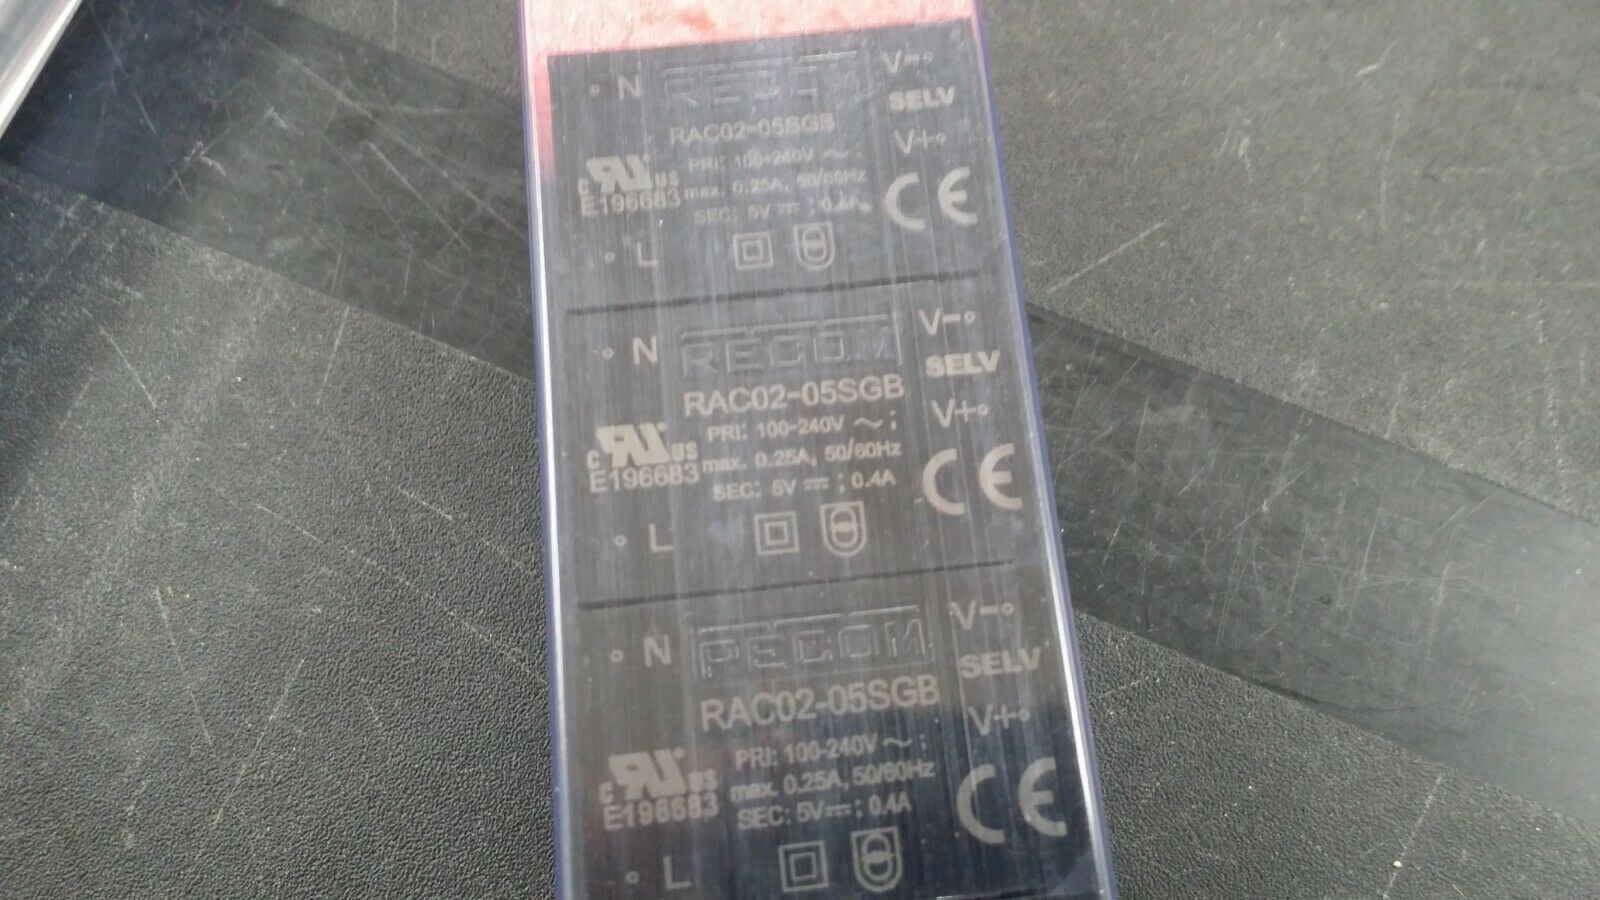 N RECOM V-
SELV
RAC02-05SGB
V+
PRI: 100-240V ~ ;
c UR us max. 0.25A, 50/60Hz
E196683
SEC: 5V ⎓ ; 0.4A
CE
L
N RECOM V-
SELV
RAC02-05SGB
V+
PRI: 100-240V ~ ;
c UR us max. 0.25A, 50/60Hz
E196683
SEC: 5V ⎓ ; 0.4A
CE
L
N RECOM V-
SELV
RAC02-05SGB
V+
PRI: 100-240V ~ ;
c UR us max. 0.25A, 50/60Hz
E196683
SEC: 5V ⎓ ; 0.4A
CE
L